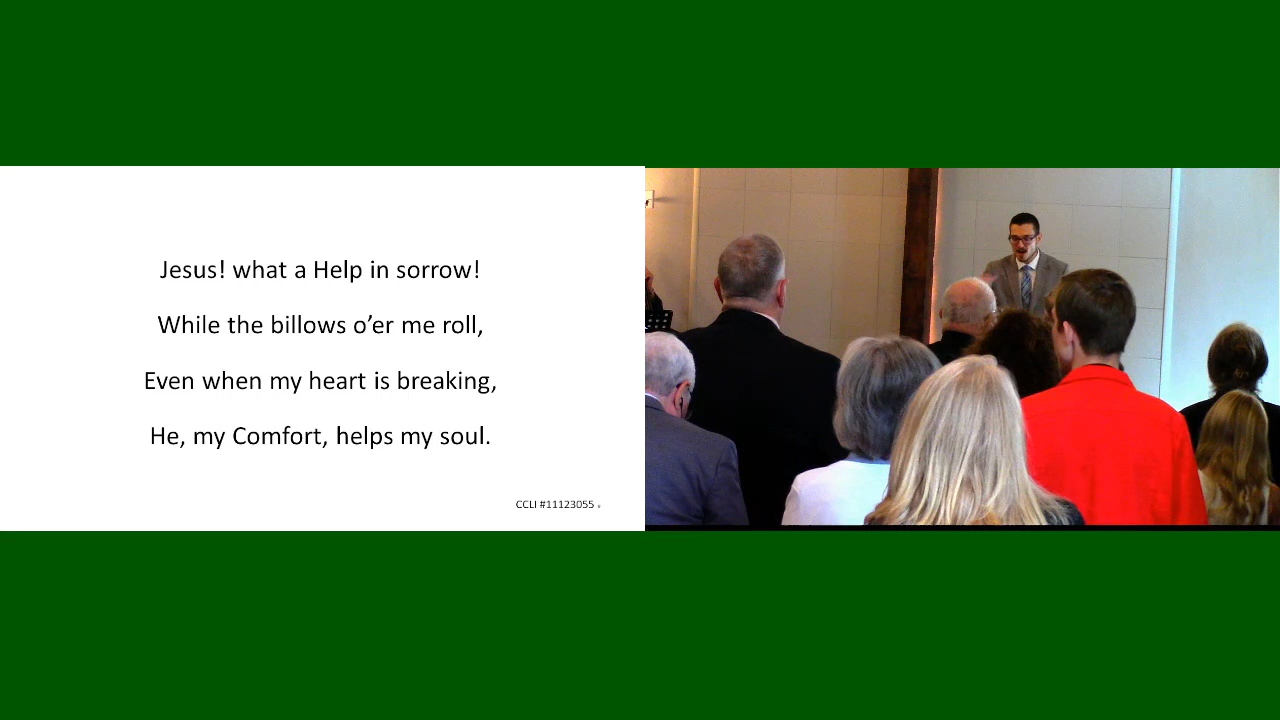 Jesus! what a Help in sorrow!
While the billows o’er me roll,
Even when my heart is breaking,
He, my Comfort, helps my soul.
CCLI #11123055